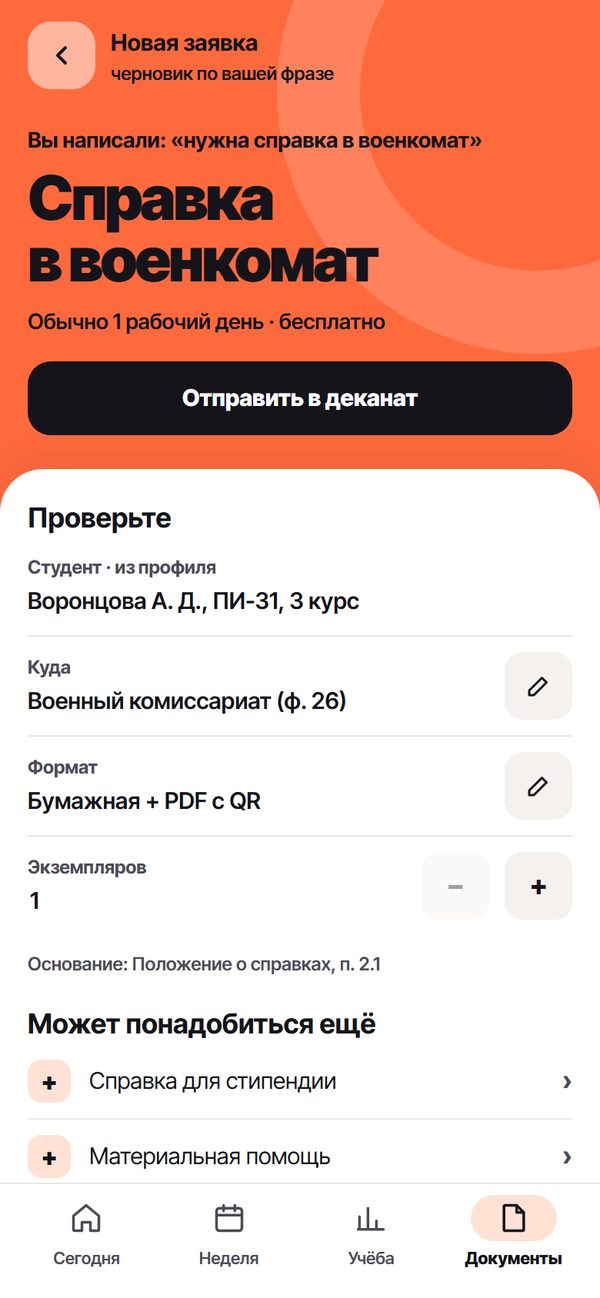 Новая заявка
черновик по вашей фразе
Вы написали: «нужна справка в военкомат»
Справка
в военкомат
Обычно 1 рабочий день · бесплатно
Отправить в деканат
Проверьте
Студент · из профиля
Воронцова А. Д., ПИ-31, 3 курс
Куда
Военный комиссариат (ф. 26)
Формат
Бумажная + PDF с QR
Экземпляров
1
− +
Основание: Положение о справках, п. 2.1
Может понадобиться ещё
+ Справка для стипендии ›
+ Материальная помощь ›
Сегодня Неделя Учёба Документы